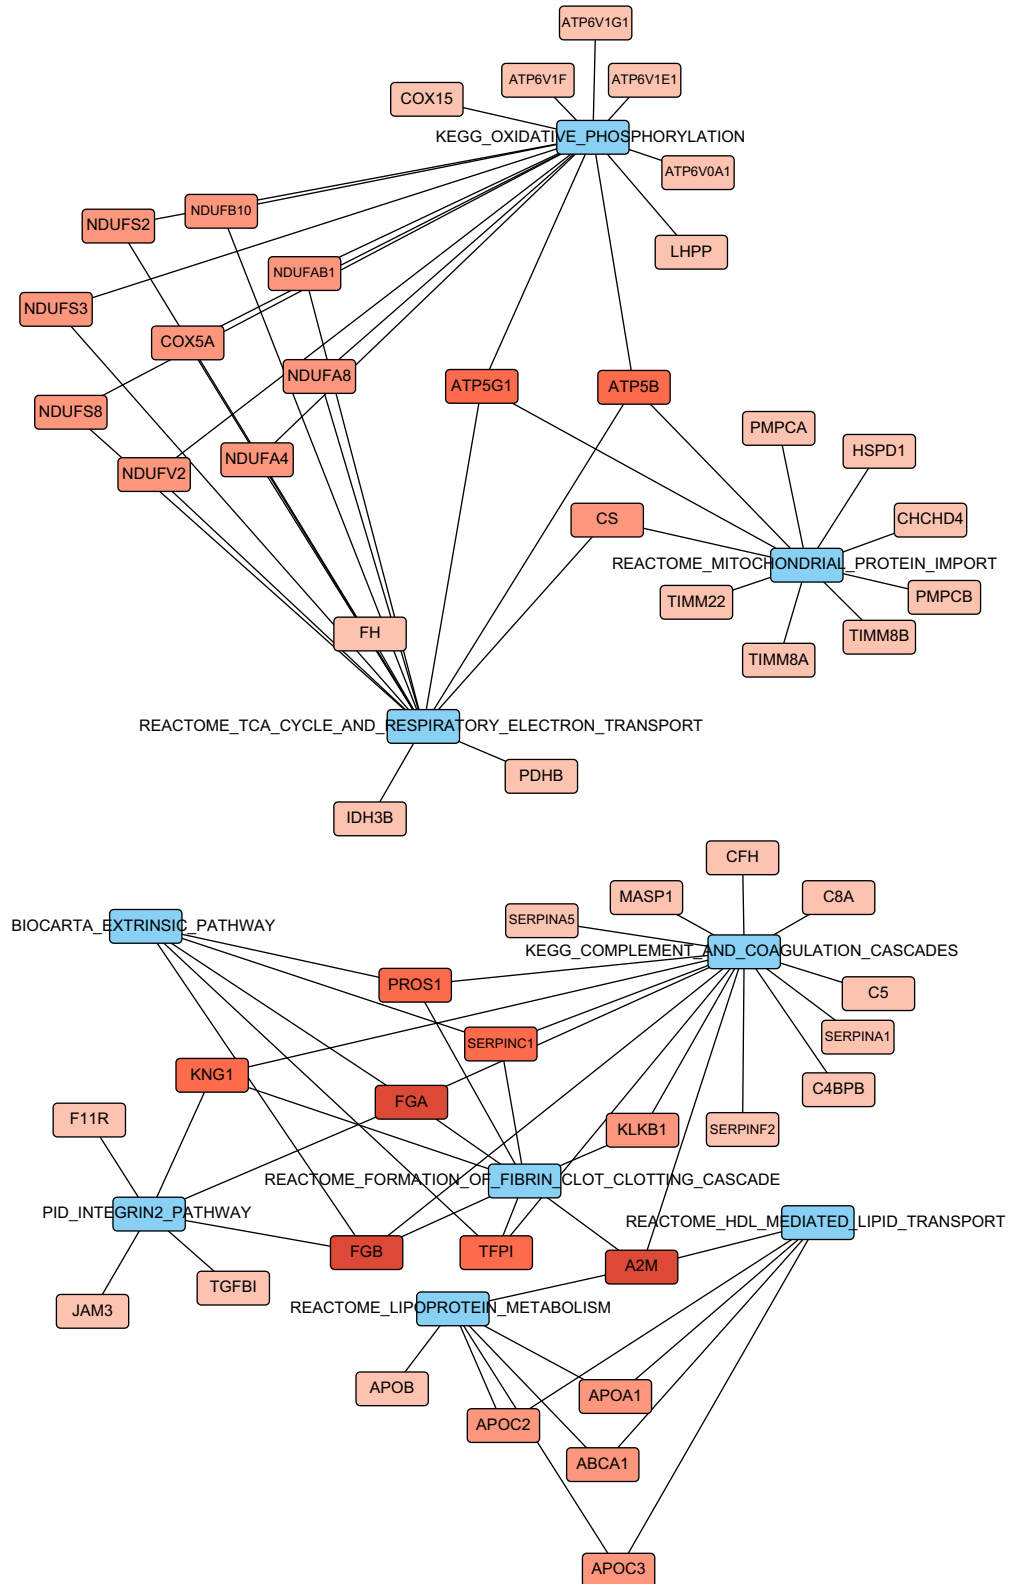 ATP6V1G1
ATP6V1F
ATP6V1E1
COX15
KEGG_OXIDATIVE_PHOSPHORYLATION
ATP6V0A1
NDUFB10
NDUFS2
LHPP
NDUFAB1
NDUFS3
COX5A
NDUFA8
ATP5G1
ATP5B
NDUFS8
PMPCA
HSPD1
NDUFA4
NDUFV2
CS
CHCHD4
REACTOME_MITOCHONDRIAL_PROTEIN_IMPORT
PMPCB
TIMM22
FH
TIMM8B
TIMM8A
REACTOME_TCA_CYCLE_AND_RESPIRATORY_ELECTRON_TRANSPORT
PDHB
IDH3B
CFH
MASP1
C8A
SERPINA5
BIOCARTA_EXTRINSIC_PATHWAY
KEGG_COMPLEMENT_AND_COAGULATION_CASCADES
PROS1
C5
SERPINA1
SERPINC1
KNG1
C4BPB
FGA
F11R
KLKB1
SERPINF2
REACTOME_FORMATION_OF_FIBRIN_CLOT_CLOTTING_CASCADE
PID_INTEGRIN2_PATHWAY
REACTOME_HDL_MEDIATED_LIPID_TRANSPORT
FGB
TFPI
A2M
TGFBI
JAM3
REACTOME_LIPOPROTEIN_METABOLISM
APOB
APOA1
APOC2
ABCA1
APOC3